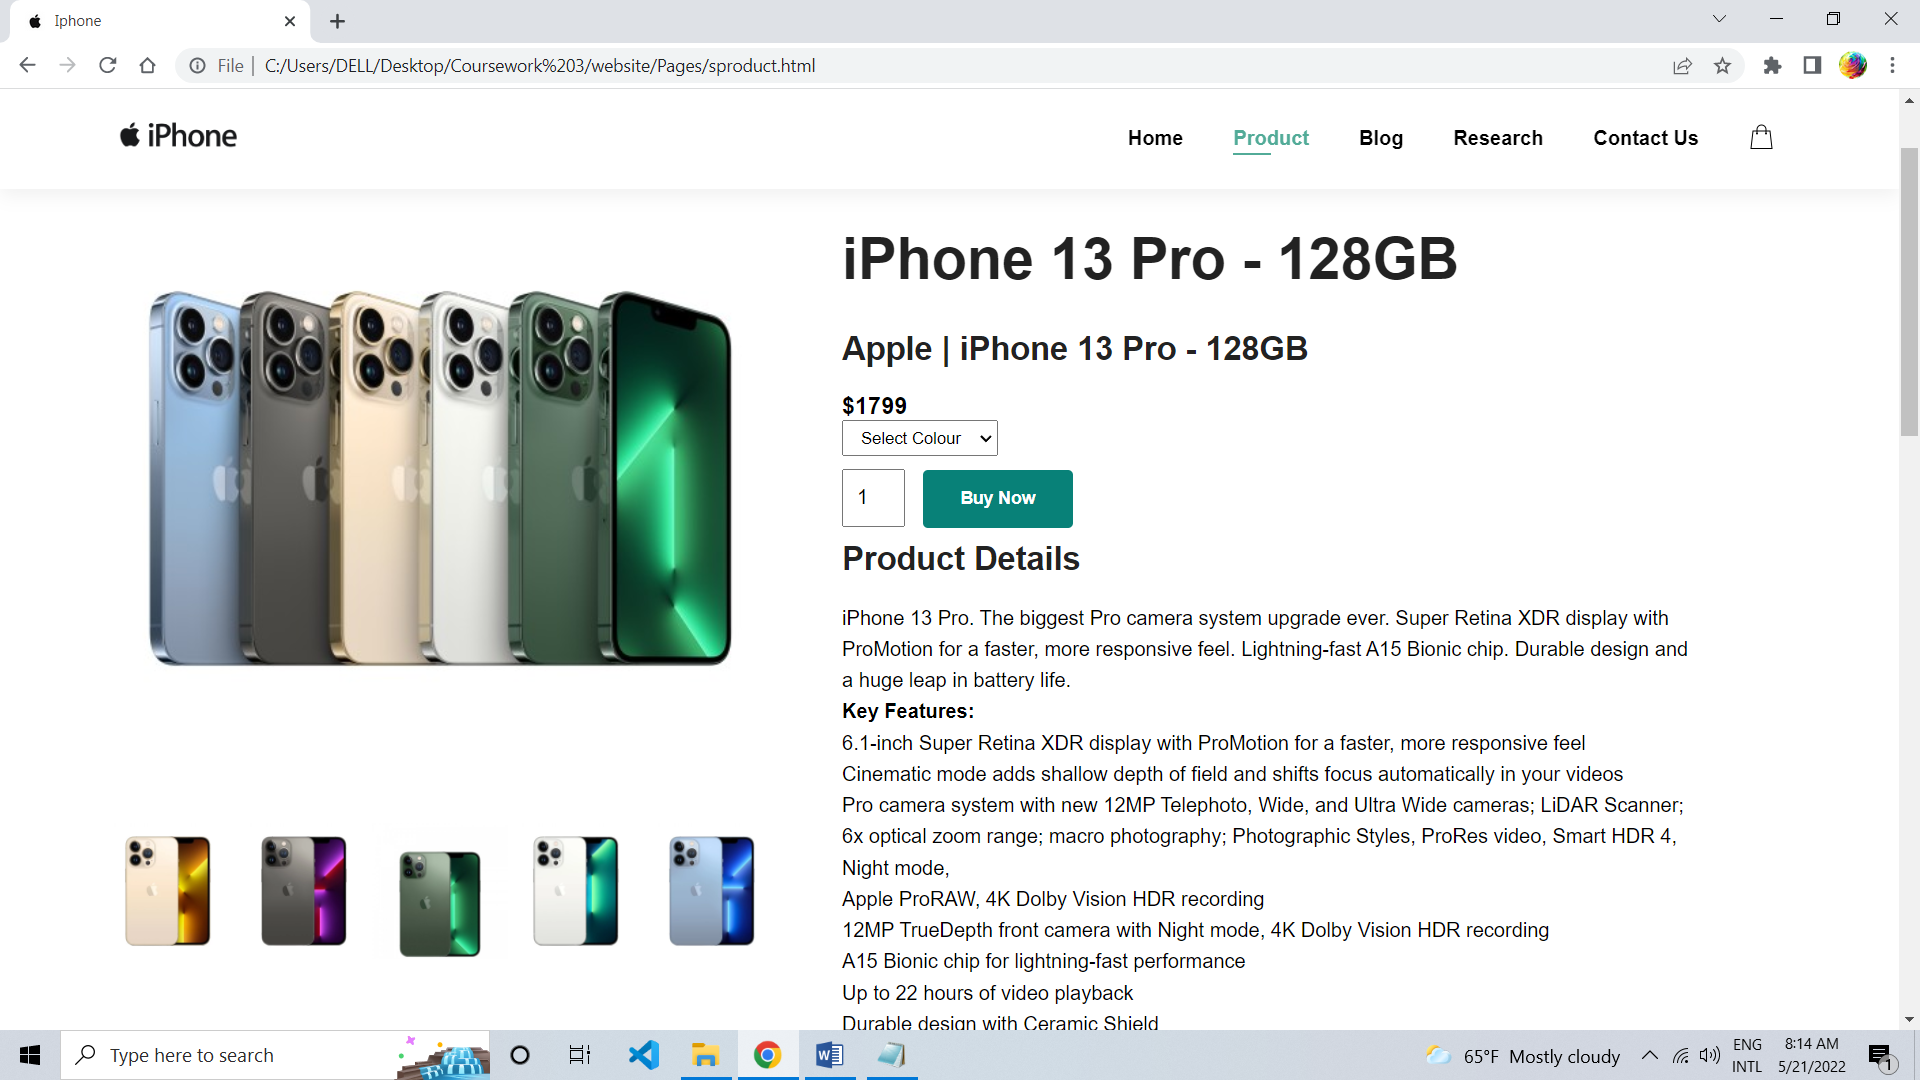 Iphone
File | C:/Users/DELL/Desktop/Coursework%203/website/Pages/sproduct.html
iPhone
Home Product Blog Research Contact Us
iPhone 13 Pro - 128GB
Apple | iPhone 13 Pro - 128GB
$1799
Select Colour
1 Buy Now
Product Details
iPhone 13 Pro. The biggest Pro camera system upgrade ever. Super Retina XDR display with
ProMotion for a faster, more responsive feel. Lightning-fast A15 Bionic chip. Durable design and
a huge leap in battery life.
Key Features:
6.1-inch Super Retina XDR display with ProMotion for a faster, more responsive feel
Cinematic mode adds shallow depth of field and shifts focus automatically in your videos
Pro camera system with new 12MP Telephoto, Wide, and Ultra Wide cameras; LiDAR Scanner;
6x optical zoom range; macro photography; Photographic Styles, ProRes video, Smart HDR 4,
Night mode,
Apple ProRAW, 4K Dolby Vision HDR recording
12MP TrueDepth front camera with Night mode, 4K Dolby Vision HDR recording
A15 Bionic chip for lightning-fast performance
Up to 22 hours of video playback
Durable design with Ceramic Shield
Type here to search
65°F Mostly cloudy
ENG
INTL
8:14 AM
5/21/2022
1